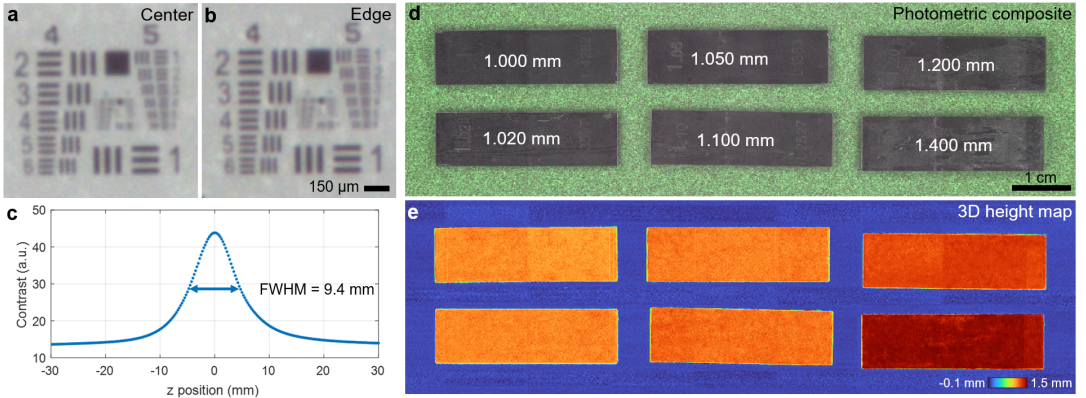 a
Center
4
5
2
3
4
5
6
1
1
b
Edge
4
5
2
3
4
5
6
1
1
150 µm
c
50
40
30
20
10
Contrast (a.u.)
FWHM = 9.4 mm
-30
-20
-10
0
10
20
30
z position (mm)
d
Photometric composite
1.000 mm
1.050 mm
1.200 mm
1.020 mm
1.100 mm
1.400 mm
1 cm
e
3D height map
-0.1 mm
1.5 mm